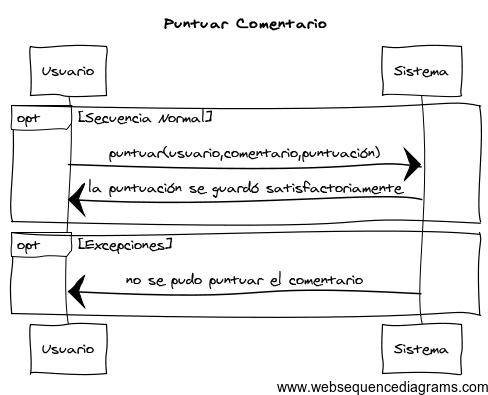 Puntuar Comentario
Usuario
Sistema
opt
[Secuencia Normal]
puntuar(usuario,comentario,puntuación)
la puntuación se guardó satisfactoriamente
opt
[Excepciones]
no se pudo puntuar el comentario
Usuario
Sistema
www.websequencediagrams.com